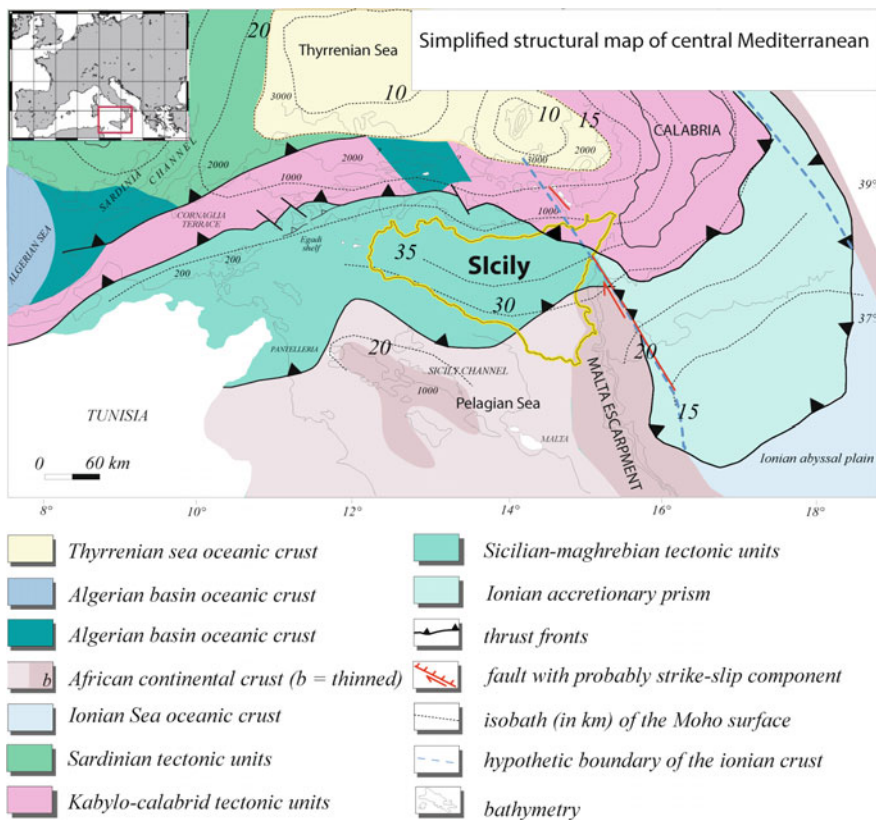 Simplified structural map of central Mediterranean
20
Thyrrenian Sea
10
3000
10
15
3000
CALABRIA
2000
2000
2000
SARDINIA CHANNEL
1000
1000
39°
CORNAGLIA
TERRACE
ALGERIAN SEA
200
200
Egadi
shelf
35
SIcily
30
37°
20
PANTELLERIA
20
SICILY CHANNEL
1000
Pelagian Sea
MALTA ESCARPMENT
15
TUNISIA
MALTA
Ionian abyssal plain
0 60 km
8° 10° 12° 14° 16° 18°
Thyrrenian sea oceanic crust
Algerian basin oceanic crust
Algerian basin oceanic crust
b African continental crust (b = thinned)
Ionian Sea oceanic crust
Sardinian tectonic units
Kabylo-calabrid tectonic units
Sicilian-maghrebian tectonic units
Ionian accretionary prism
thrust fronts
fault with probably strike-slip component
isobath (in km) of the Moho surface
hypothetic boundary of the ionian crust
bathymetry